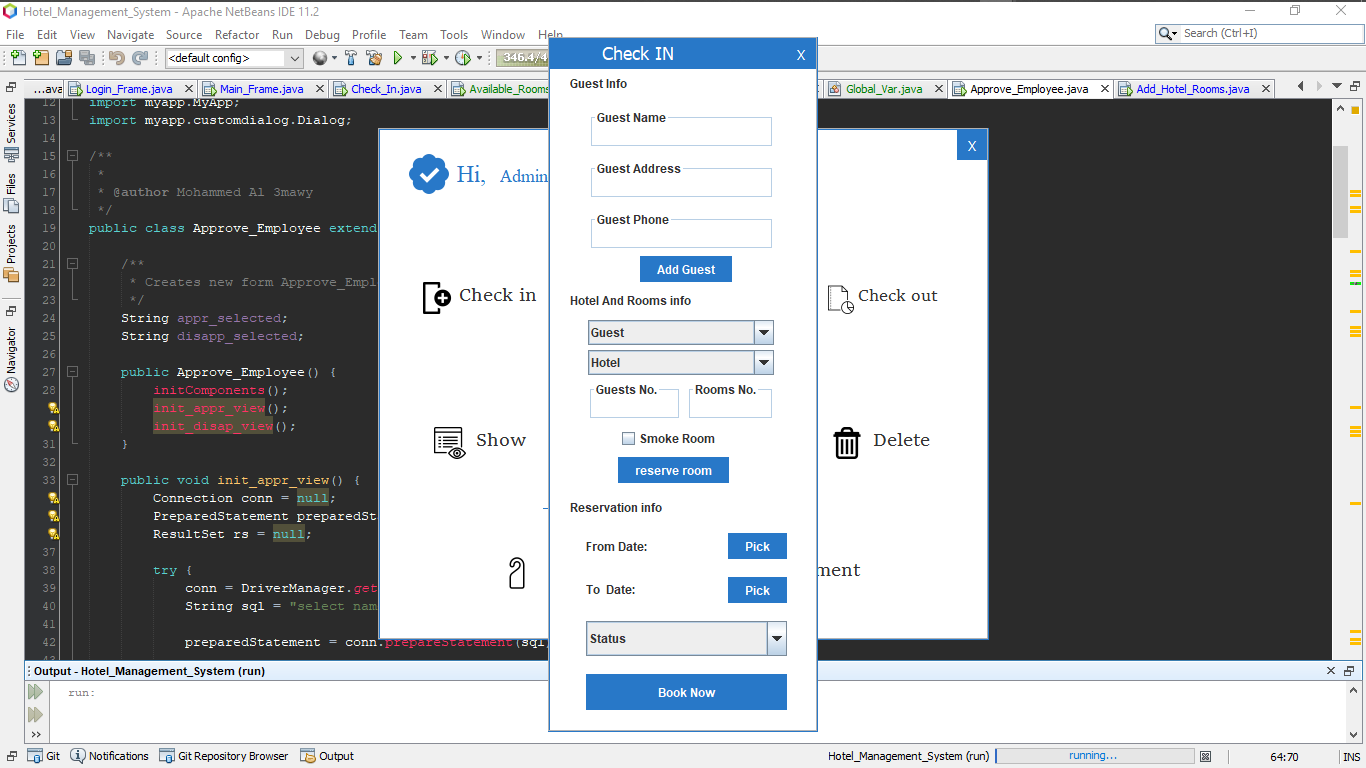 Hotel_Management_System - Apache NetBeans IDE 11.2
File Edit View Navigate Source Refactor Run Debug Profile Team Tools Window Help
Search (Ctrl+I)
<default config>
346.4/4
...ava Login_Frame.java Main_Frame.java Check_In.java Available_Rooms Global_Var.java Approve_Employee.java Add_Hotel_Rooms.java
Services
Files
Projects
Navigator
12 import myapp.MyApp;
13 import myapp.customdialog.Dialog;
14
15 /**
16 *
17 * @author Mohammed Al 3mawy
18 */
19 public class Approve_Employee extend
20
21 /**
22 * Creates new form Approve_Empl
23 */
24 String appr_selected;
25 String disapp_selected;
26
27 public Approve_Employee() {
28 initComponents();
init_appr_view();
init_disap_view();
31 }
32
33 public void init_appr_view() {
Connection conn = null;
PreparedStatement preparedSt
ResultSet rs = null;
37
38 try {
39 conn = DriverManager.get
40 String sql = "select nam
41
42 preparedStatement = conn.prepareStatement(sql
Hi, Admin
X
Check in
Check out
Show
Delete
ment
Check IN
X
Guest Info
Guest Name
Guest Address
Guest Phone
Add Guest
Hotel And Rooms info
Guest
Hotel
Guests No. Rooms No.
Smoke Room
reserve room
Reservation info
From Date: Pick
To Date: Pick
Status
Book Now
Output - Hotel_Management_System (run)
run:
Git Notifications Git Repository Browser Output
Hotel_Management_System (run) running... 64:70 INS